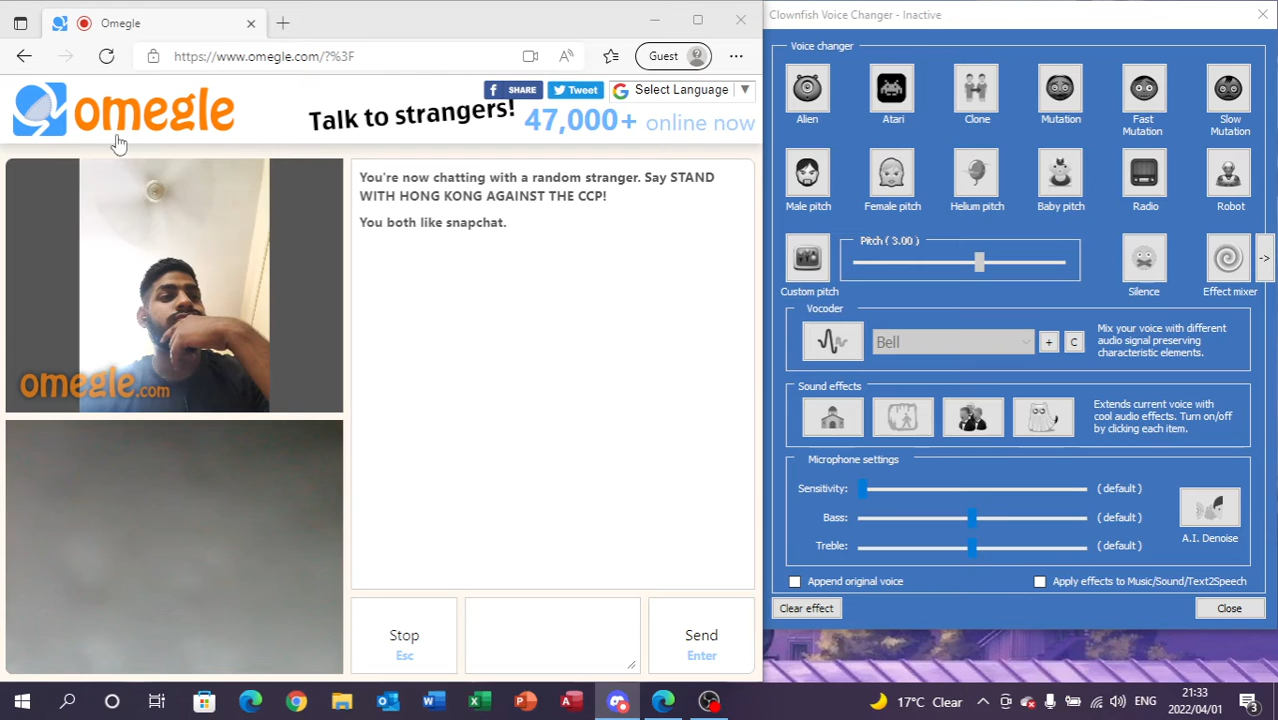 Omegle
https://www.omegle.com/?%3F
Guest
omegle
Talk to strangers!
SHARE
Tweet
Select Language
47,000+ online now
You're now chatting with a random stranger. Say STAND
WITH HONG KONG AGAINST THE CCP!
You both like snapchat.
omegle.com
Stop
Esc
Send
Enter
Clownfish Voice Changer - Inactive
Voice changer
Alien
Atari
Clone
Mutation
Fast
Mutation
Slow
Mutation
Male pitch
Female pitch
Helium pitch
Baby pitch
Radio
Robot
Custom pitch
Pitch ( 3.00 )
Silence
Effect mixer
->
Vocoder
Bell
+
C
Mix your voice with different
audio signal preserving
characteristic elements.
Sound effects
Extends current voice with
cool audio effects. Turn on/off
by clicking each item.
Microphone settings
Sensitivity:
( default )
Bass:
( default )
Treble:
( default )
A.I. Denoise
Append original voice
Apply effects to Music/Sound/Text2Speech
Clear effect
Close
17°C Clear
ENG
21:33
2022/04/01
3